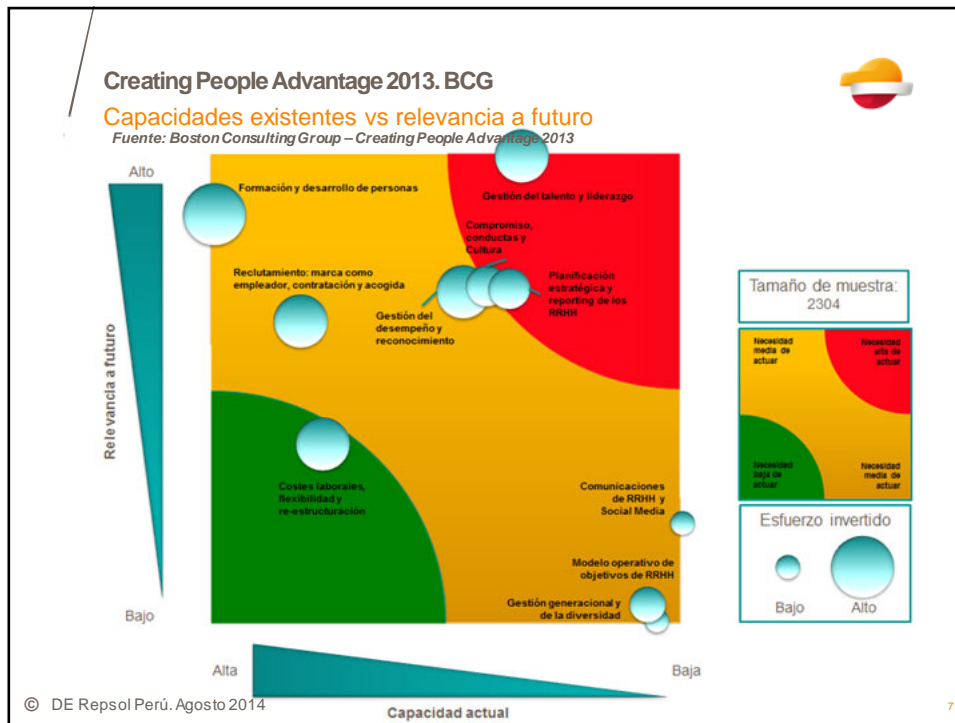 Creating People Advantage 2013. BCG
Capacidades existentes vs relevancia a futuro
Fuente: Boston Consulting Group – Creating People Advantage 2013
Alto
Relevancia a futuro
Bajo
Formación y desarrollo de personas
Gestión del talento y liderazgo
Compromiso,
conductas y
Cultura
Reclutamiento: marca como
empleador, contratación y acogida
Planificación
estratégica y
reporting de los
RRHH
Gestión del
desempeño y
reconocimiento
Costes laborales,
flexibilidad y
re-estructuración
Comunicaciones
de RRHH y
Social Media
Modelo operativo de
objetivos de RRHH
Gestión generacional y
de la diversidad
Alta
Baja
Capacidad actual
Tamaño de muestra:
2304
Necesidad
media de
actuar
Necesidad
alta de
actuar
Necesidad
baja de
actuar
Necesidad
media de
actuar
Esfuerzo invertido
Bajo
Alto
© DE Repsol Perú. Agosto 2014
7